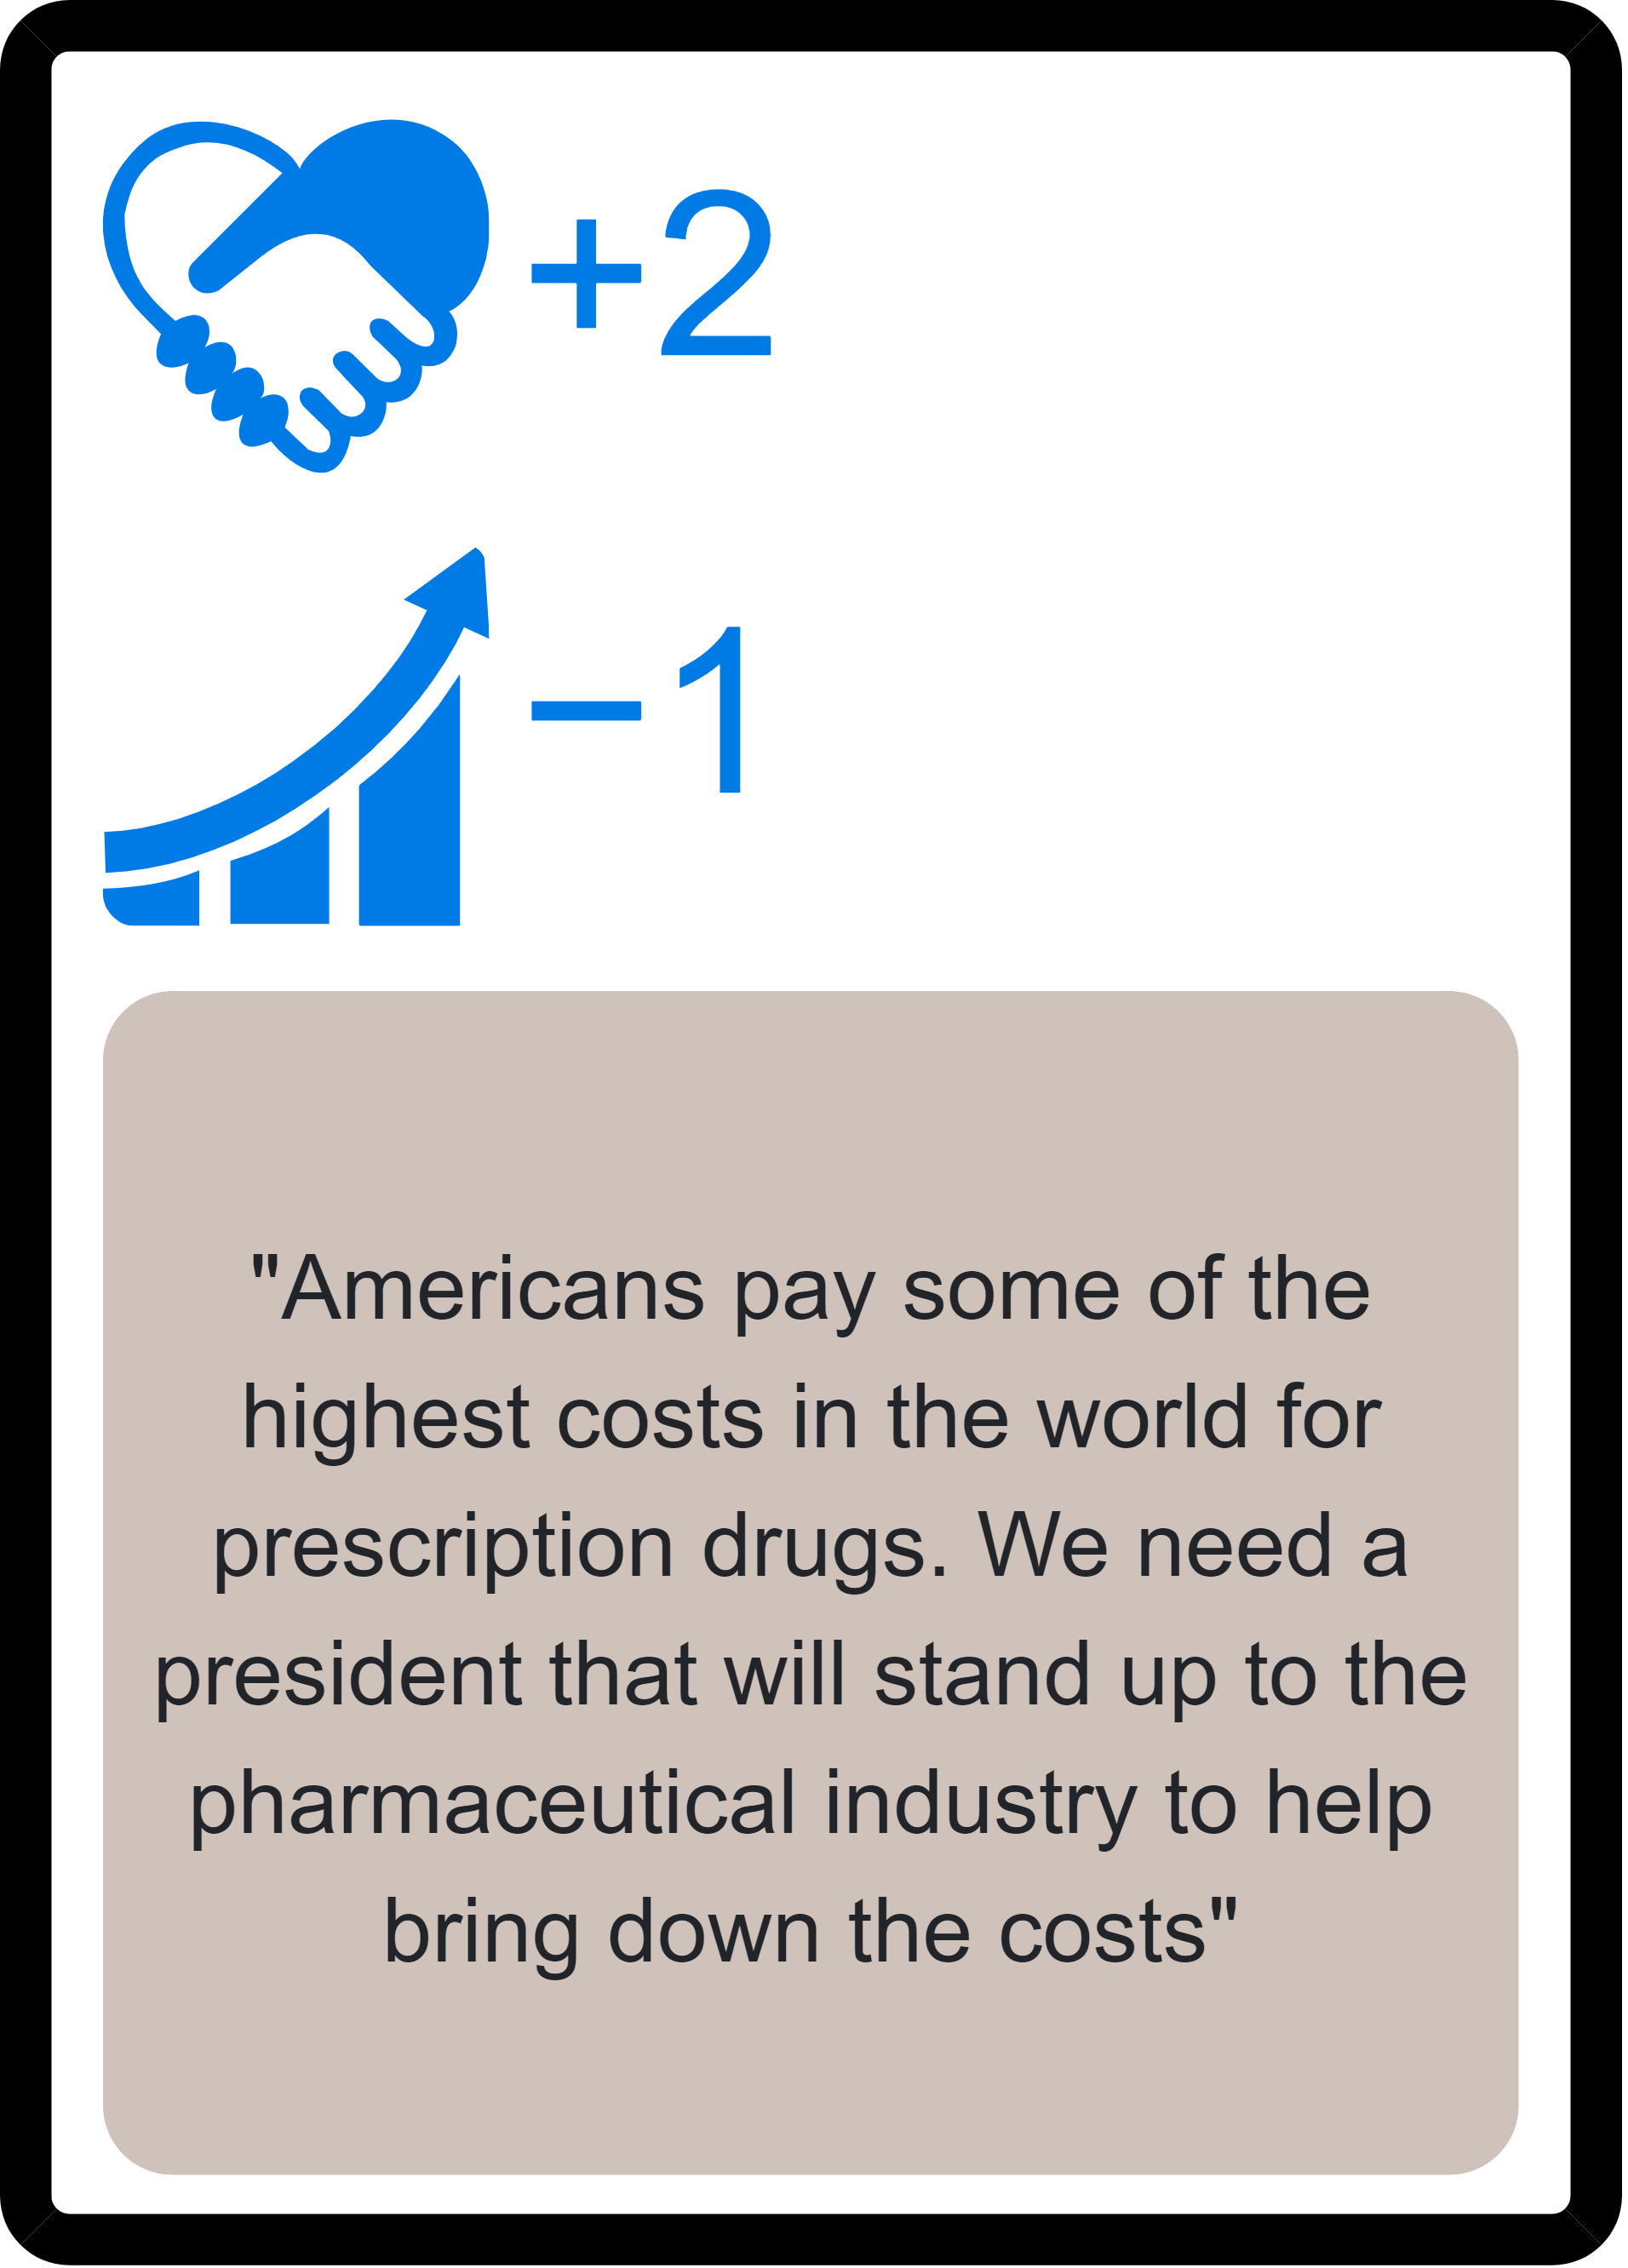 +2
−1
"Americans pay some of the
highest costs in the world for
prescription drugs. We need a
president that will stand up to the
pharmaceutical industry to help
bring down the costs"